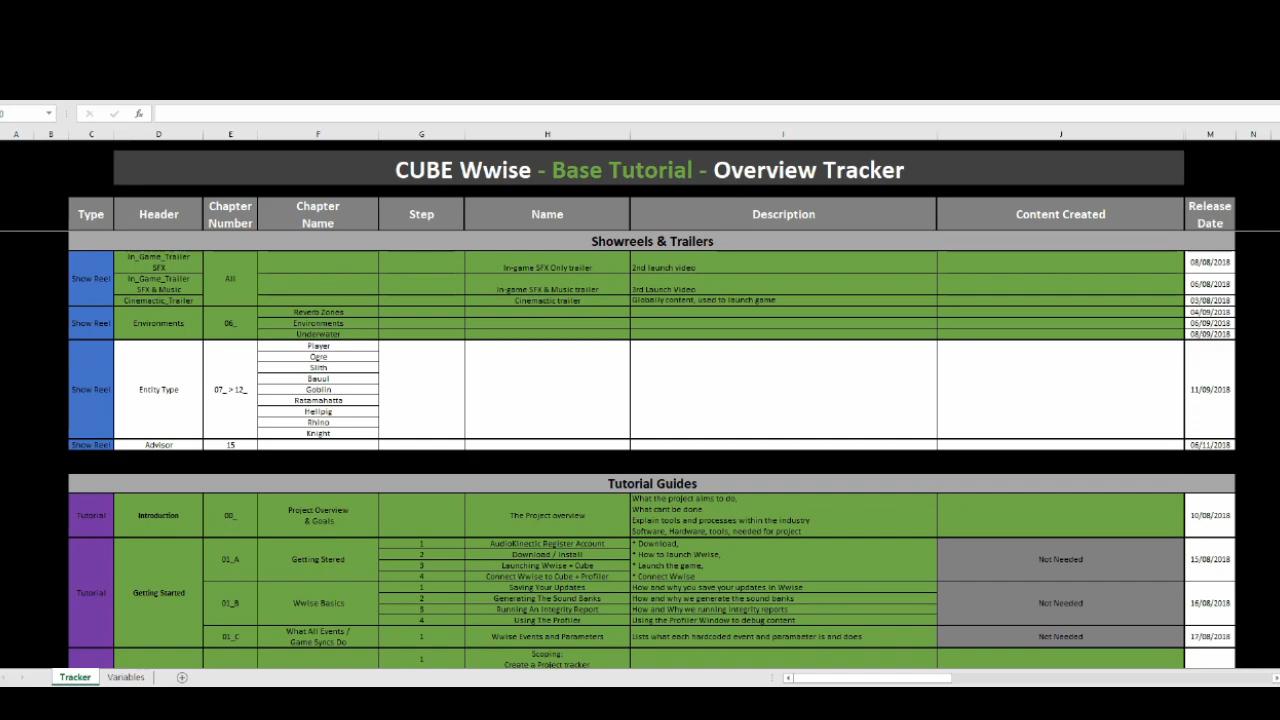 A B C D E F G H I J M N
CUBE Wwise - Base Tutorial - Overview Tracker
Type Header Chapter Number Chapter Name Step Name Description Content Created Release Date
Showreels & Trailers
Show Reel
In_Game_Trailer SFX All In-game SFX Only trailer 2nd launch video 08/08/2018
In_Game_Trailer SFX & Music In-game SFX & Music trailer 3rd Launch Video 06/08/2018
Cinemactic_Trailer Cinemactic trailer Globally content, used to launch game 03/08/2018
Show Reel Environments 06_
Reverb Zones 04/09/2018
Environments 06/09/2018
Underwater 08/09/2018
Show Reel Entity Type 07_ > 12_ 11/09/2018
Player
Ogre
Slith
Bauul
Goblin
Ratamahatta
Hellpig
Rhino
Knight
Show Reel Advisor 15 06/11/2018
Tutorial Guides
Tutorial Introduction 00_ Project Overview & Goals The Project overview 10/08/2018
What the project aims to do,
What cant be done
Explain tools and processes within the industry
Software, Hardware, tools, needed for project
Tutorial Getting Started
01_A Getting Stered Not Needed 15/08/2018
1 AudioKinectic Register Account * Download,
2 Download / Install * How to launch Wwise,
3 Launching Wwise + Cube * Launch the game,
4 Connect Wwise to Cube + Profiler * Connect Wwise
01_B Wwise Basics Not Needed 16/08/2018
1 Saving Your Updates How and why you save your updates in Wwise
2 Generating The Sound Banks How and why we generate the sound banks
3 Running An Integrity Report How and Why we running integrity reports
4 Using The Profiler Using the Profiler Window to debug content
01_C What All Events / Game Syncs Do 1 Wwise Events and Parameters Lists what each hardcoded event and paramaeter is and does Not Needed 17/08/2018
1 Scoping:
Create a Project tracker
Tracker Variables